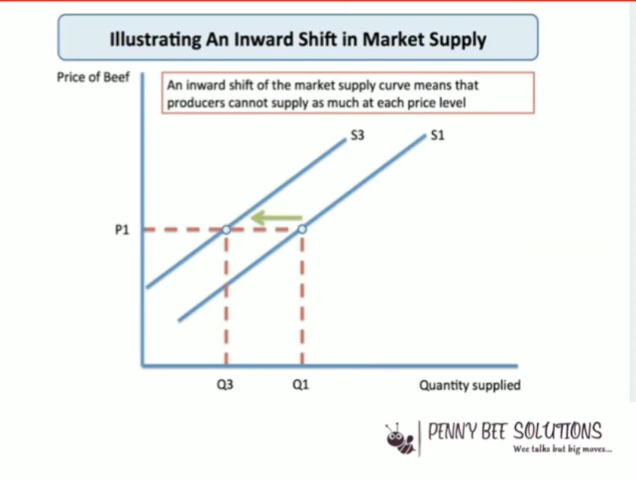 Illustrating An Inward Shift in Market Supply
Price of Beef
An inward shift of the market supply curve means that
producers cannot supply as much at each price level
S3
S1
P1
Q3
Q1
Quantity supplied
PENNY BEE SOLUTIONS
Wee talks but big moves...